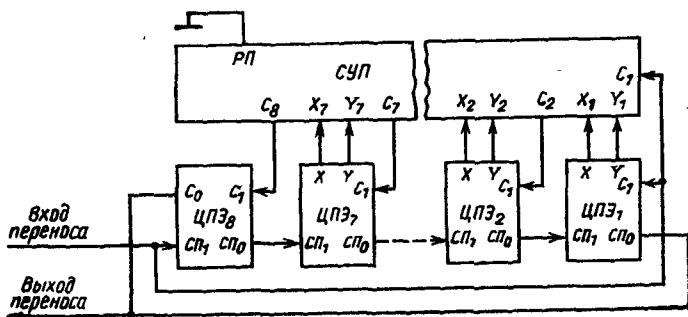 РП
СУП
C₁
C₈ X₇ Y₇ C₇ X₂ Y₂ C₂ X₁ Y₁
C₀ C₁
ЦПЭ₈
СП₁ СП₀
X Y C₁
ЦПЭ₇
СП₁ СП₀
X Y C₁
ЦПЭ₂
СП₁ СП₀
X Y C₁
ЦПЭ₁
СП₁ СП₀
Вход
переноса
Выход
переноса